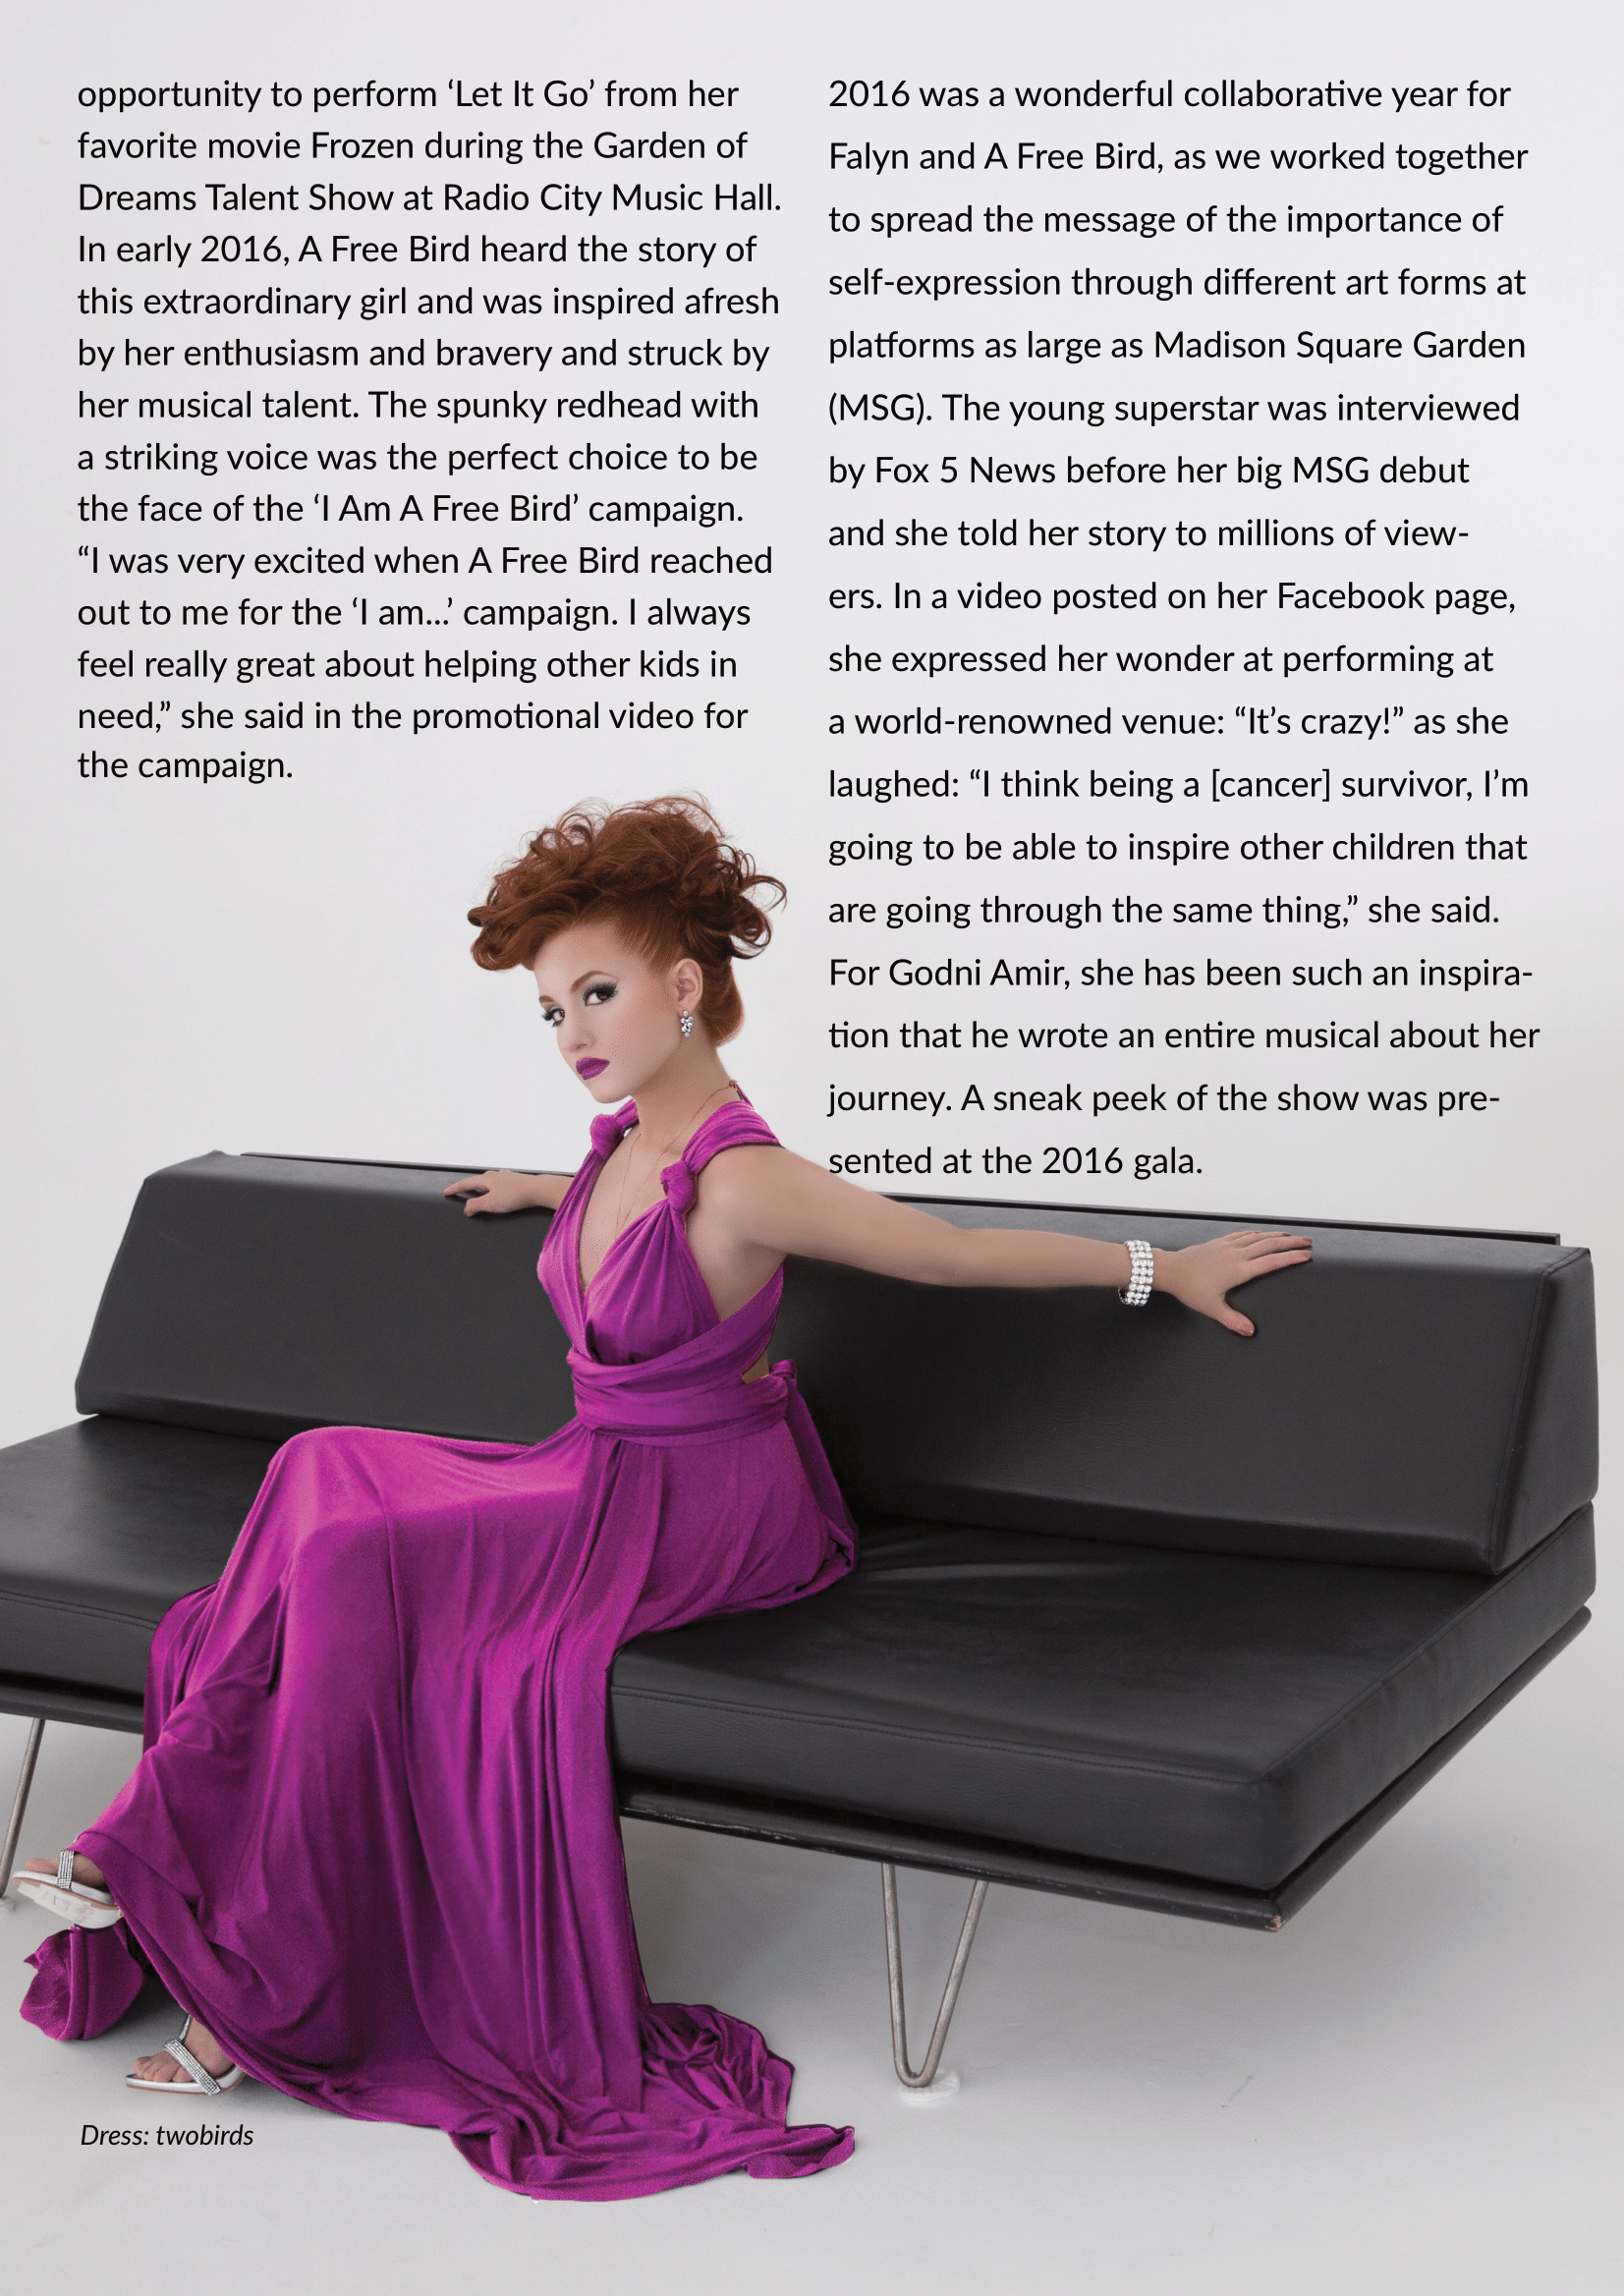 opportunity to perform ‘Let It Go’ from her
favorite movie Frozen during the Garden of
Dreams Talent Show at Radio City Music Hall.
In early 2016, A Free Bird heard the story of
this extraordinary girl and was inspired afresh
by her enthusiasm and bravery and struck by
her musical talent. The spunky redhead with
a striking voice was the perfect choice to be
the face of the ‘I Am A Free Bird’ campaign.
“I was very excited when A Free Bird reached
out to me for the ‘I am...’ campaign. I always
feel really great about helping other kids in
need,” she said in the promotional video for
the campaign.
2016 was a wonderful collaborative year for
Falyn and A Free Bird, as we worked together
to spread the message of the importance of
self-expression through different art forms at
platforms as large as Madison Square Garden
(MSG). The young superstar was interviewed
by Fox 5 News before her big MSG debut
and she told her story to millions of view-
ers. In a video posted on her Facebook page,
she expressed her wonder at performing at
a world-renowned venue: “It’s crazy!” as she
laughed: “I think being a [cancer] survivor, I’m
going to be able to inspire other children that
are going through the same thing,” she said.
For Godni Amir, she has been such an inspira-
tion that he wrote an entire musical about her
journey. A sneak peek of the show was pre-
sented at the 2016 gala.
Dress: twobirds